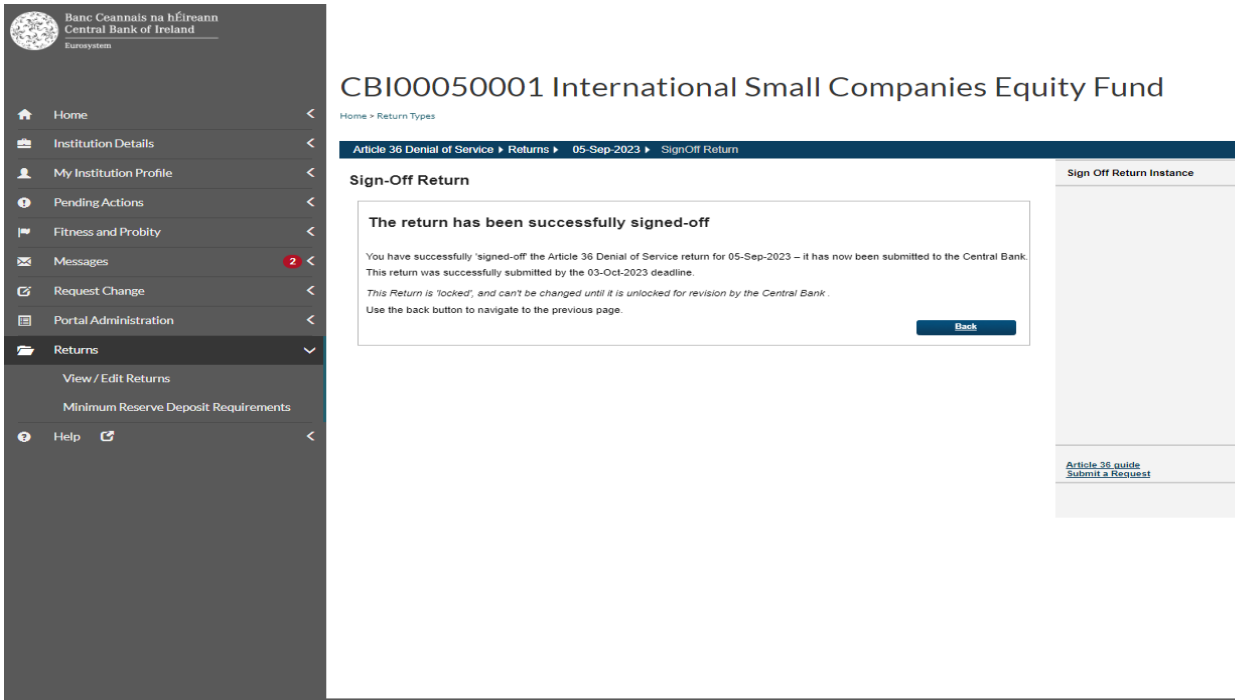 Banc Ceannais na hÉireann
Central Bank of Ireland
Eurosystem
Home
Institution Details
My Institution Profile
Pending Actions
Fitness and Probity
Messages 2
Request Change
Portal Administration
Returns
View / Edit Returns
Minimum Reserve Deposit Requirements
Help
CBI00050001 International Small Companies Equity Fund
Home > Return Types
Article 36 Denial of Service ▸ Returns ▸ 05-Sep-2023 ▸ SignOff Return
Sign-Off Return
The return has been successfully signed-off
You have successfully 'signed-off' the Article 36 Denial of Service return for 05-Sep-2023 – it has now been submitted to the Central Bank.
This return was successfully submitted by the 03-Oct-2023 deadline.
This Return is 'locked', and can't be changed until it is unlocked for revision by the Central Bank .
Use the back button to navigate to the previous page.
Back
Sign Off Return Instance
Article 36 guide
Submit a Request